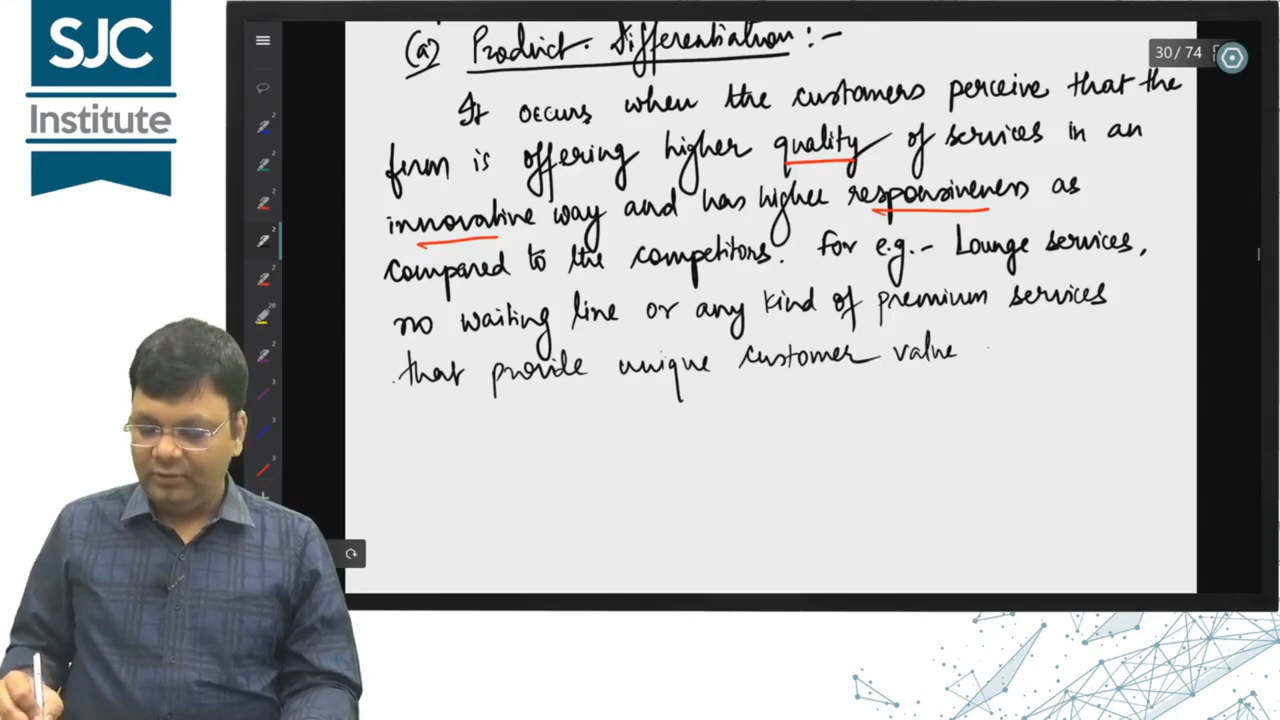 SJC
Institute
30 / 74
(a) Product Differentiation :-
It occurs when the customers perceive that the
firm is offering higher quality of services in an
innovative way and has higher responsiveness as
compared to the competitors. For e.g.- Lounge services,
no waiting line or any kind of premium services
that provide unique customer value